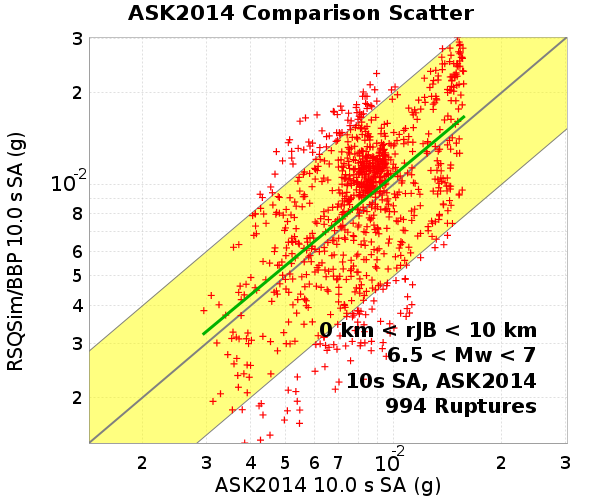 ASK2014 Comparison Scatter
RSQSim/BBP 10.0 s SA (g)
3
2
10-2
8
6
5
4
3
2
0 km < rJB < 10 km
6.5 < Mw < 7
10s SA, ASK2014
994 Ruptures
2 3 4 5 6 7 10-2 2 3
ASK2014 10.0 s SA (g)